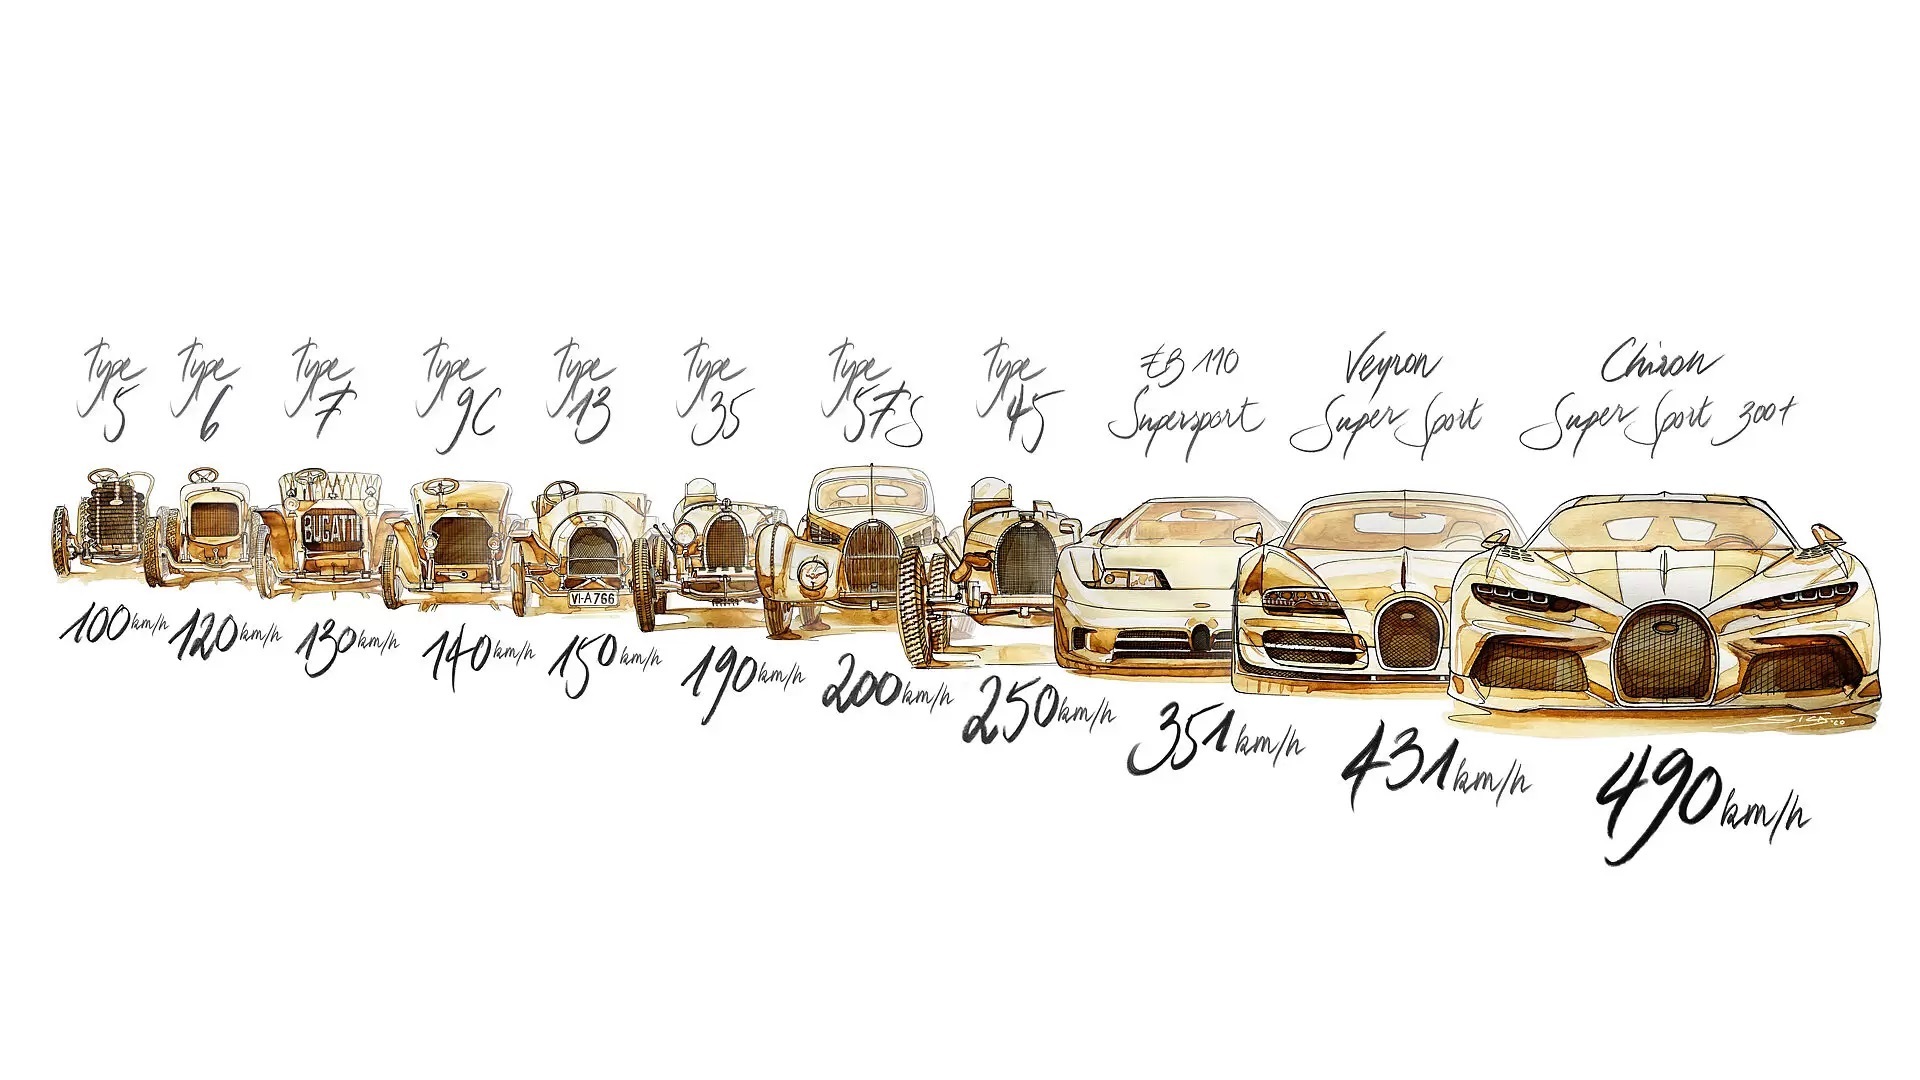 Type
5
Type
6
Type
7
Type
9C
Type
13
Type
35
Type
57S
Type
45
EB 110
Supersport
Veyron
Super Sport
Chiron
Super Sport 300+
BUGATTI
VI-A766
100 km/h
120 km/h
130 km/h
140 km/h
150 km/h
190 km/h
200 km/h
250 km/h
351 km/h
431 km/h
490 km/h